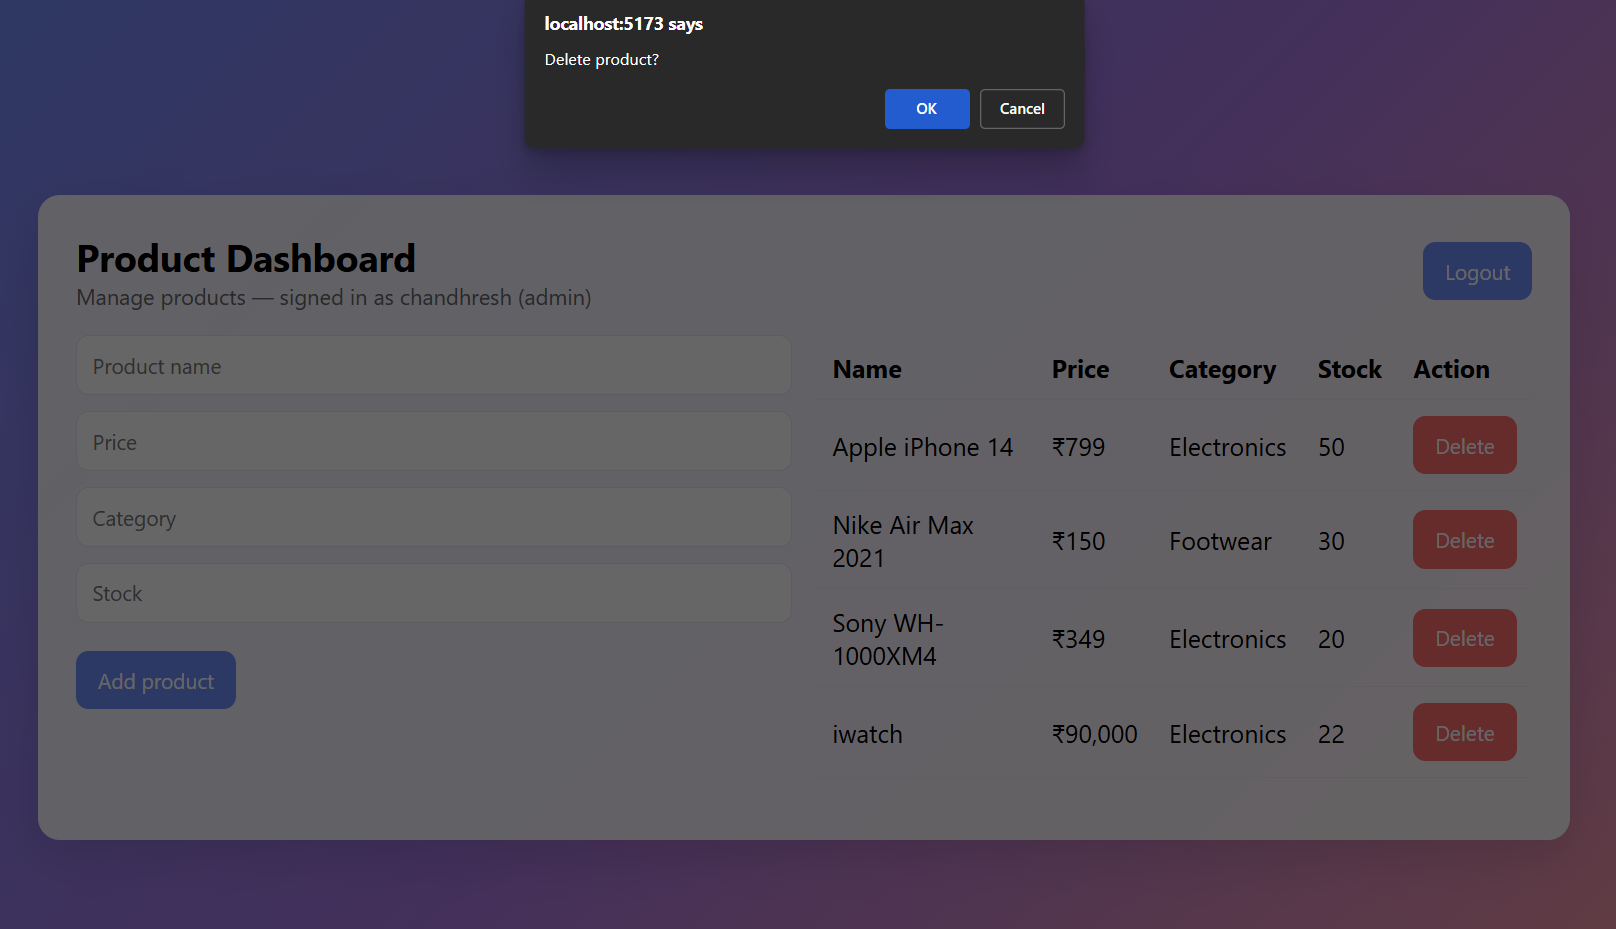 localhost:5173 says
Delete product?
OK Cancel
Product Dashboard
Manage products — signed in as chandhresh (admin)
Logout
Product name
Price
Category
Stock
Add product
Name Price Category Stock Action
Apple iPhone 14 ₹799 Electronics 50 Delete
Nike Air Max
2021 ₹150 Footwear 30 Delete
Sony WH-
1000XM4 ₹349 Electronics 20 Delete
iwatch ₹90,000 Electronics 22 Delete